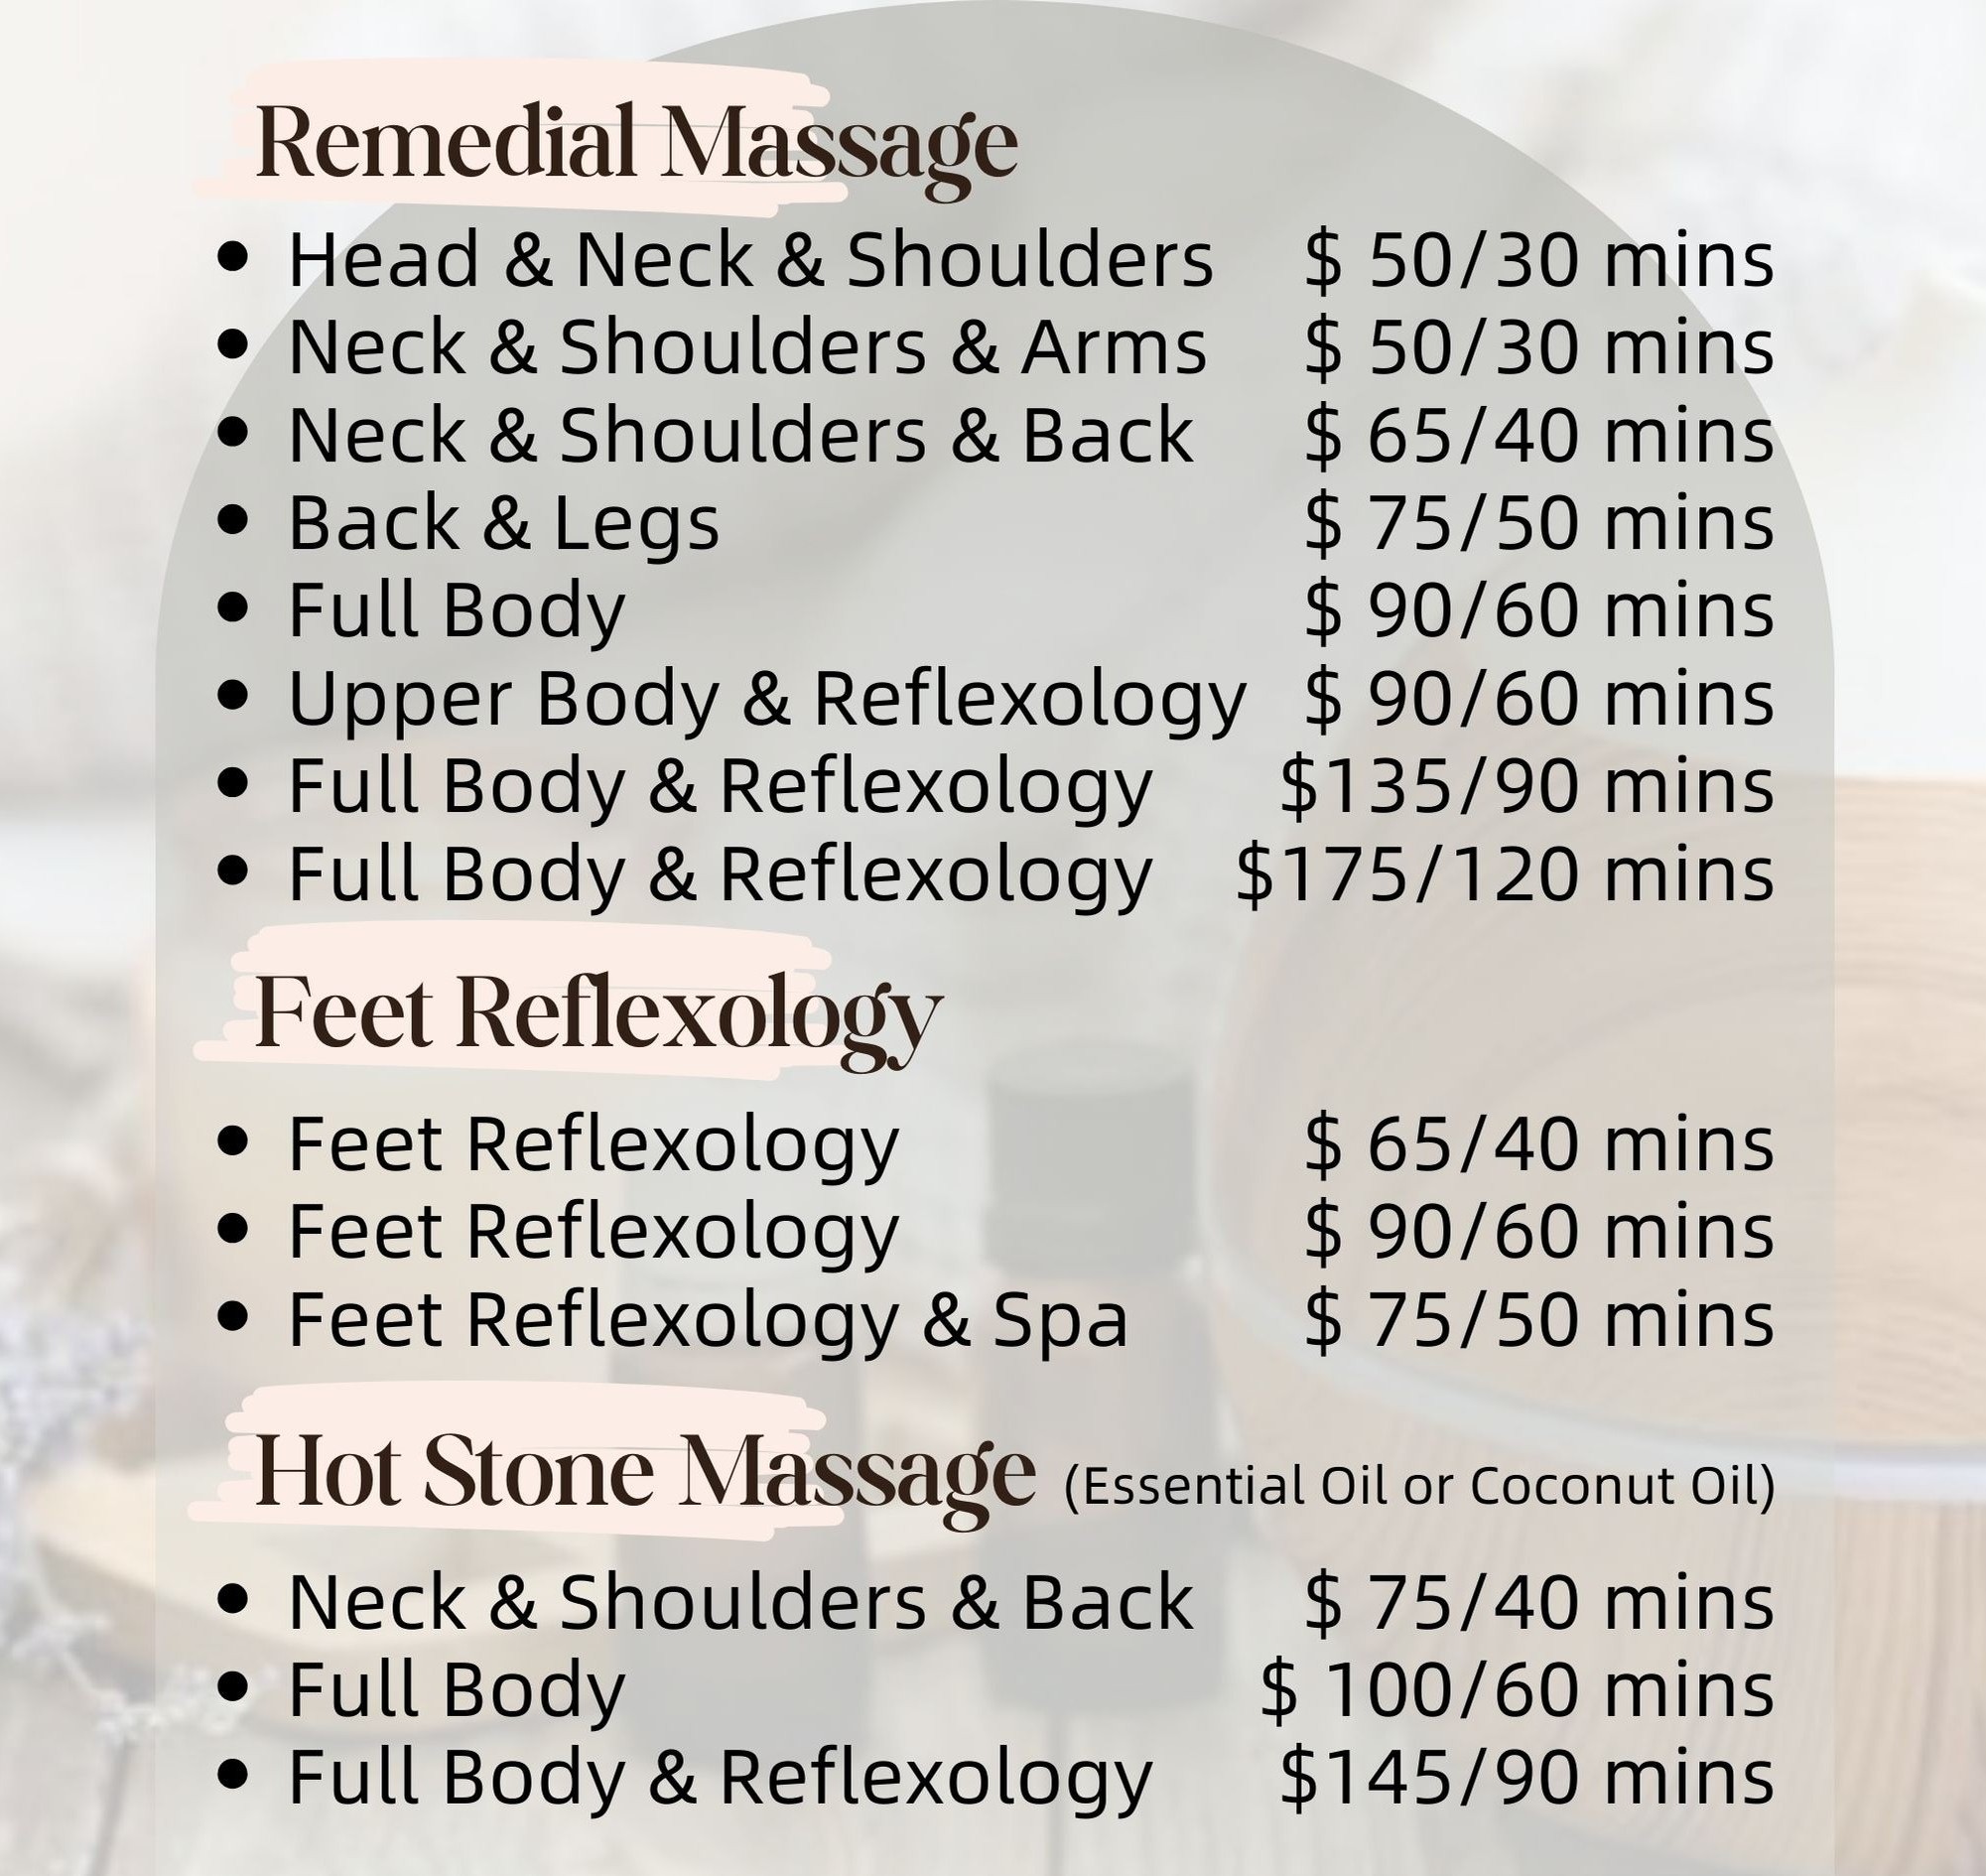 Remedial Massage
• Head & Neck & Shoulders $ 50/30 mins
• Neck & Shoulders & Arms $ 50/30 mins
• Neck & Shoulders & Back $ 65/40 mins
• Back & Legs $ 75/50 mins
• Full Body $ 90/60 mins
• Upper Body & Reflexology $ 90/60 mins
• Full Body & Reflexology $135/90 mins
• Full Body & Reflexology $175/120 mins
Feet Reflexology
• Feet Reflexology $ 65/40 mins
• Feet Reflexology $ 90/60 mins
• Feet Reflexology & Spa $ 75/50 mins
Hot Stone Massage (Essential Oil or Coconut Oil)
• Neck & Shoulders & Back $ 75/40 mins
• Full Body $ 100/60 mins
• Full Body & Reflexology $145/90 mins